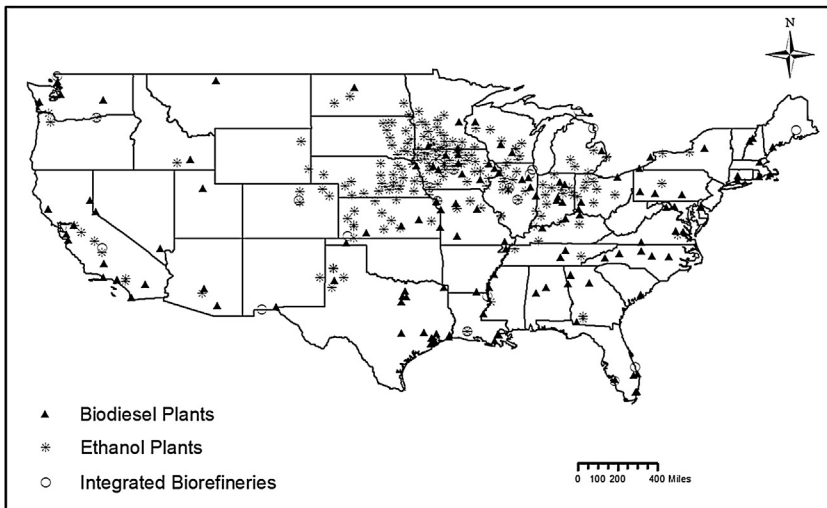 N
Biodiesel Plants
Ethanol Plants
Integrated Biorefineries
0 100 200 400 Miles